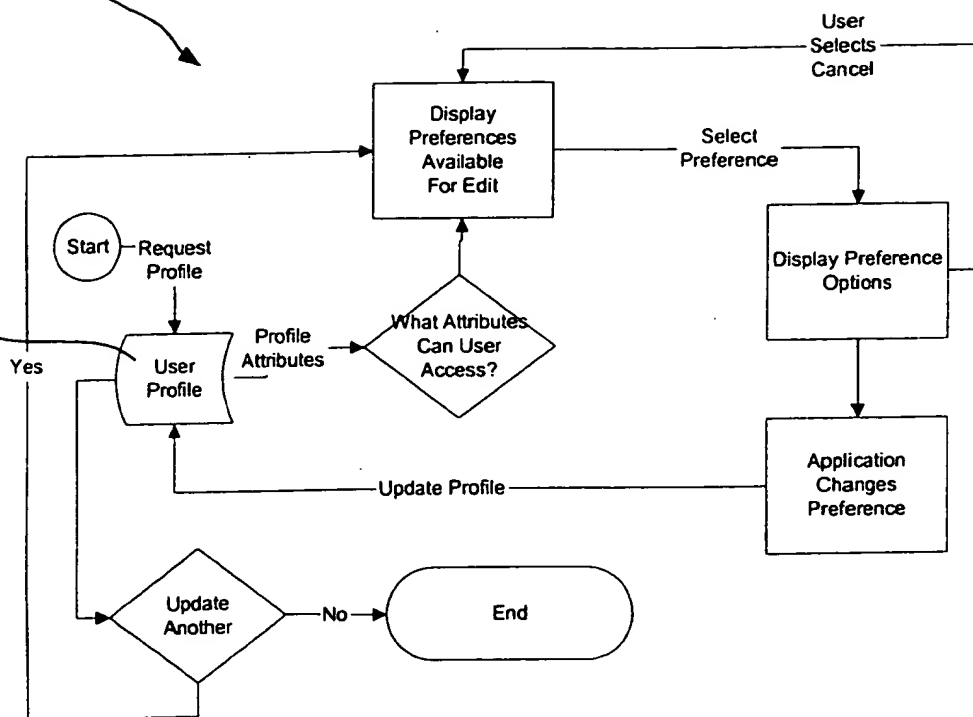 User
Selects
Cancel
Display
Preferences
Available
For Edit
Select
Preference
Start
Request
Profile
Display Preference
Options
What Attributes
Can User
Access?
Profile
Attributes
User
Profile
Yes
Application
Changes
Preference
Update Profile
Update
Another
No
End